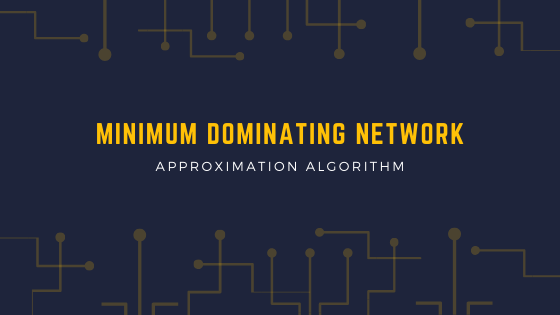 MINIMUM DOMINATING NETWORK
APPROXIMATION ALGORITHM